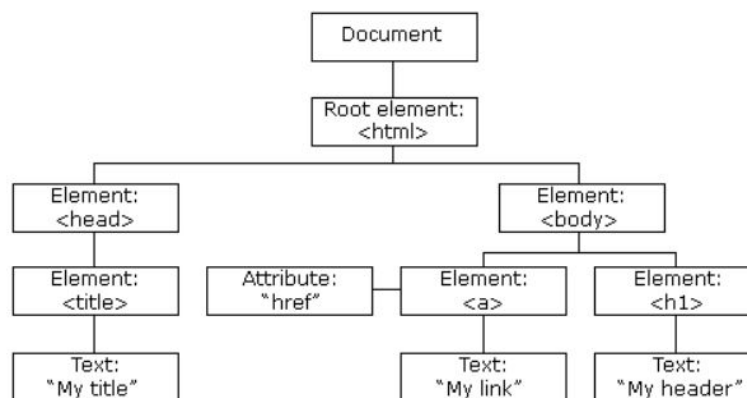 Document
Root element:
<html>
Element:
<head>
Element:
<body>
Element:
<title>
Attribute:
"href"
Element:
<a>
Element:
<h1>
Text:
"My title"
Text:
"My link"
Text:
"My header"